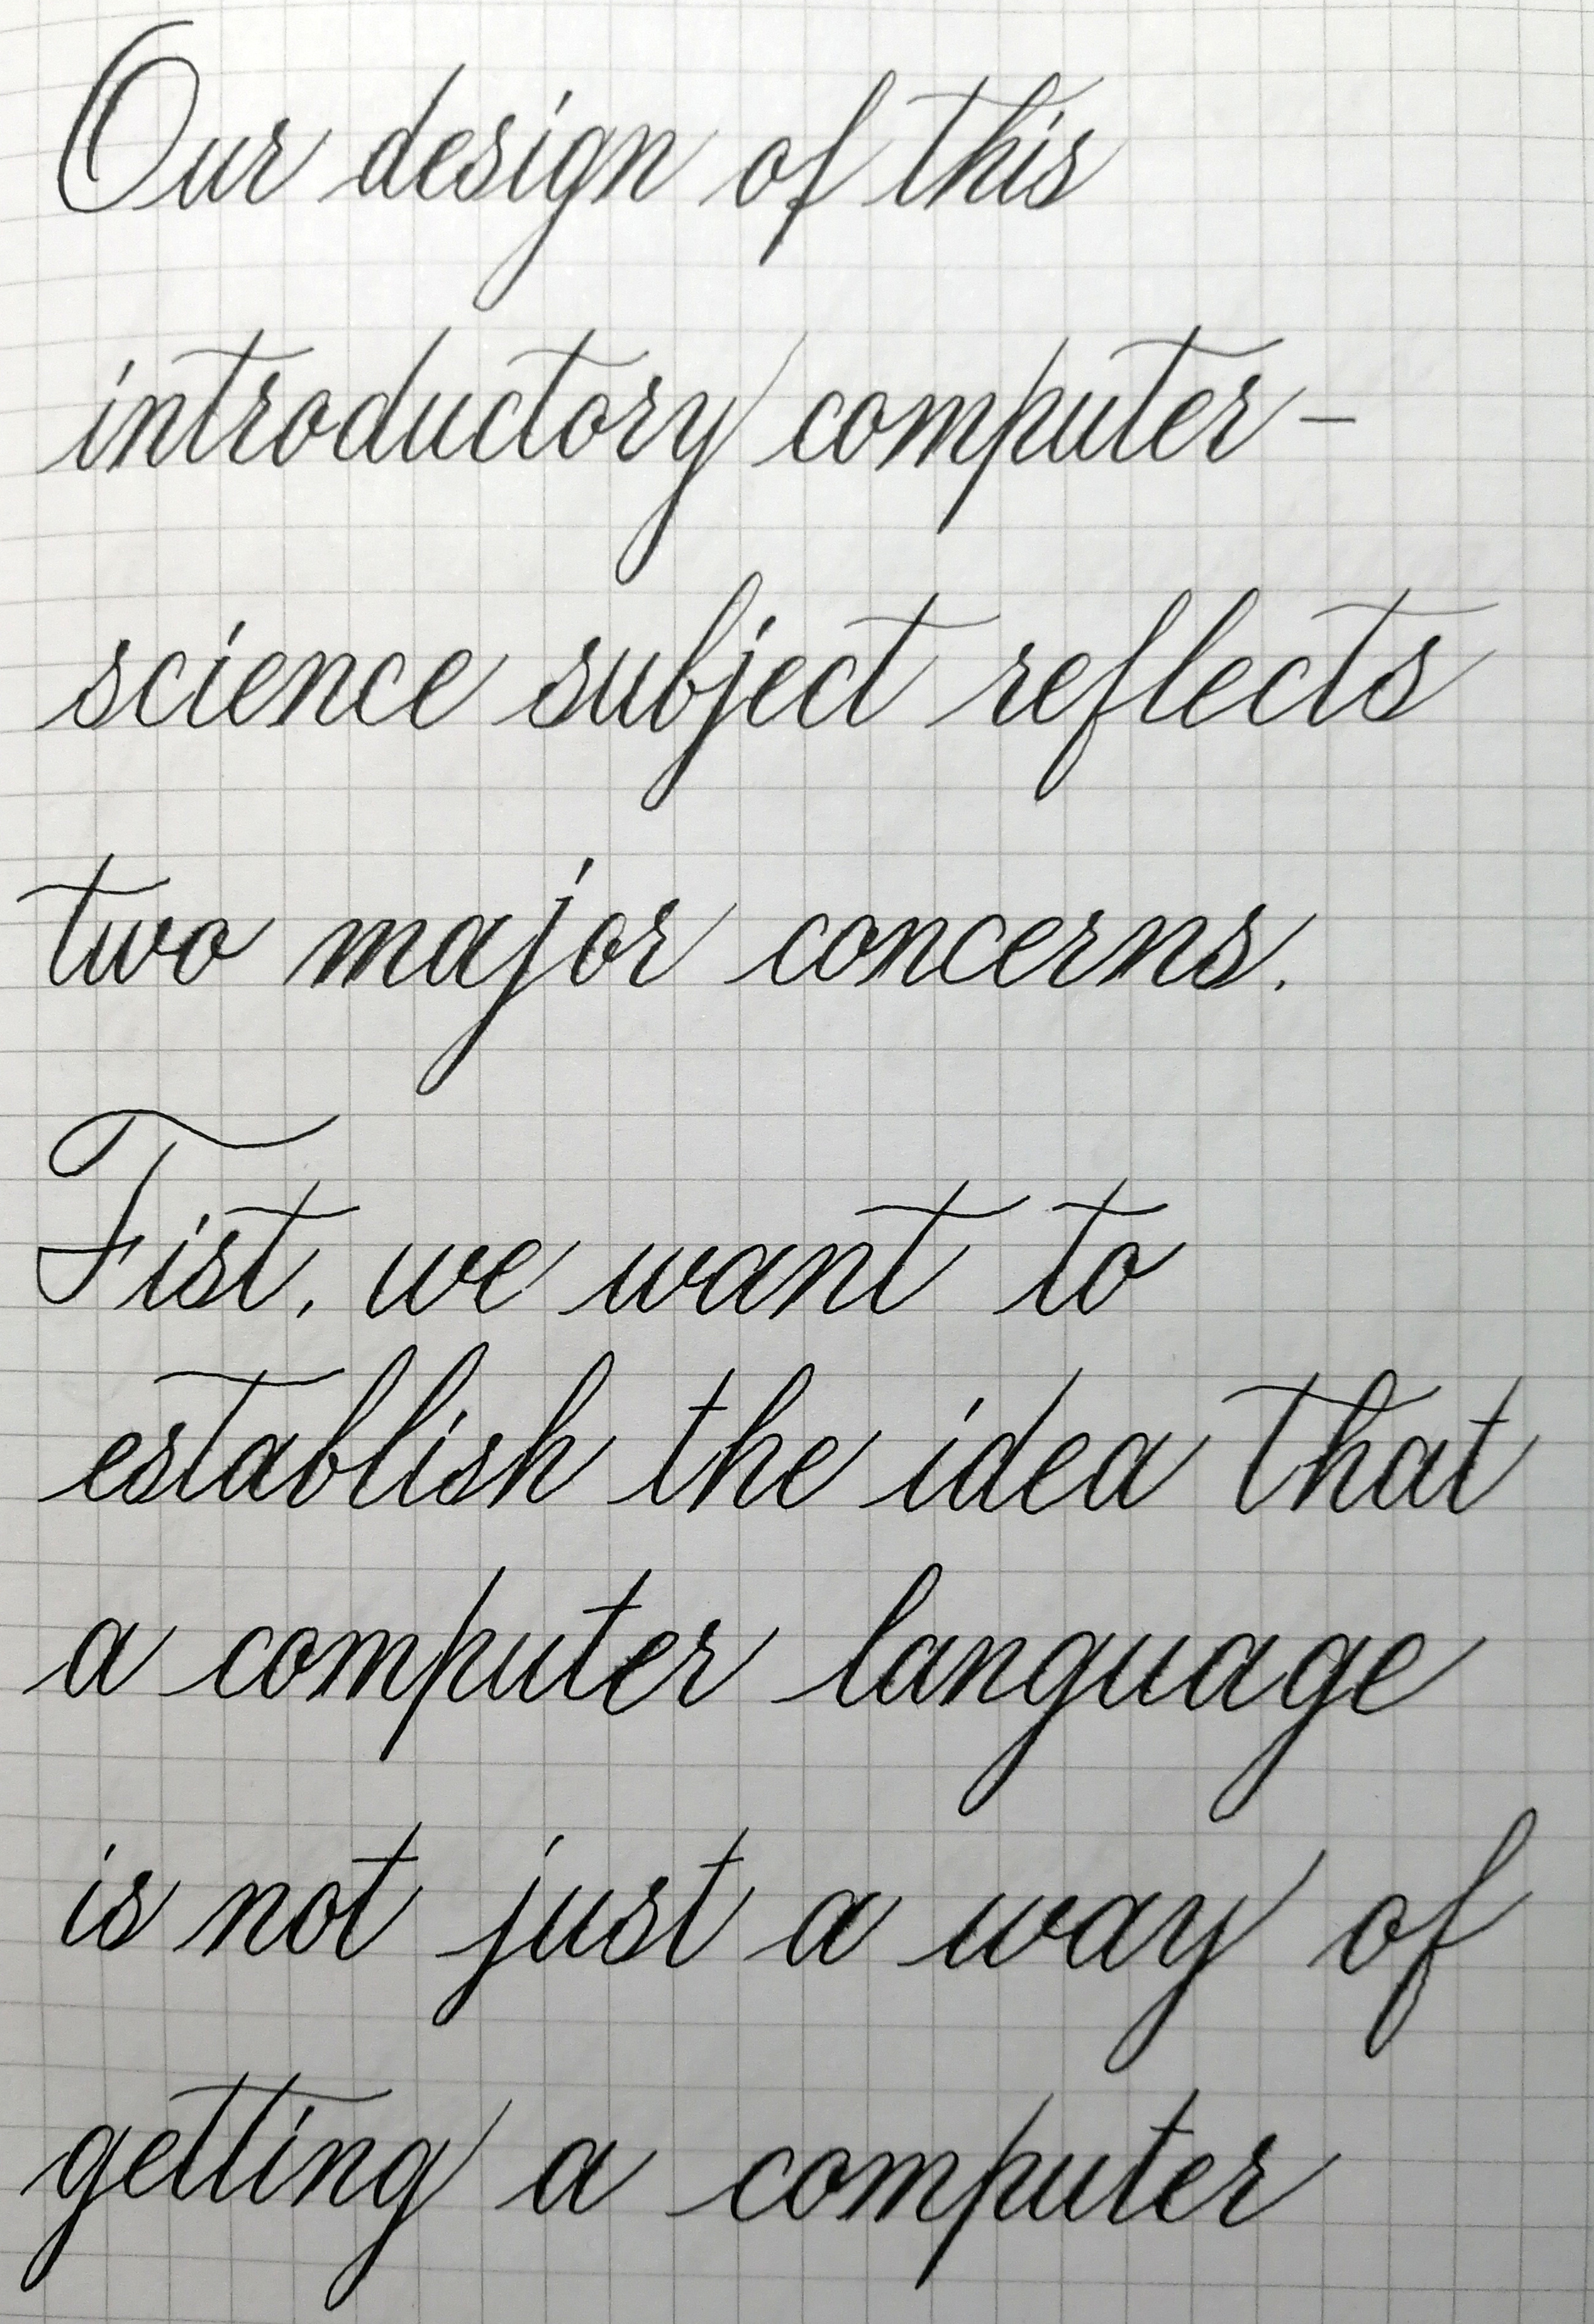 Our design of this
introductory computer-
science subject reflects
two major concerns.
Fist, we want to
establish the idea that
a computer language
is not just a way of
getting a computer